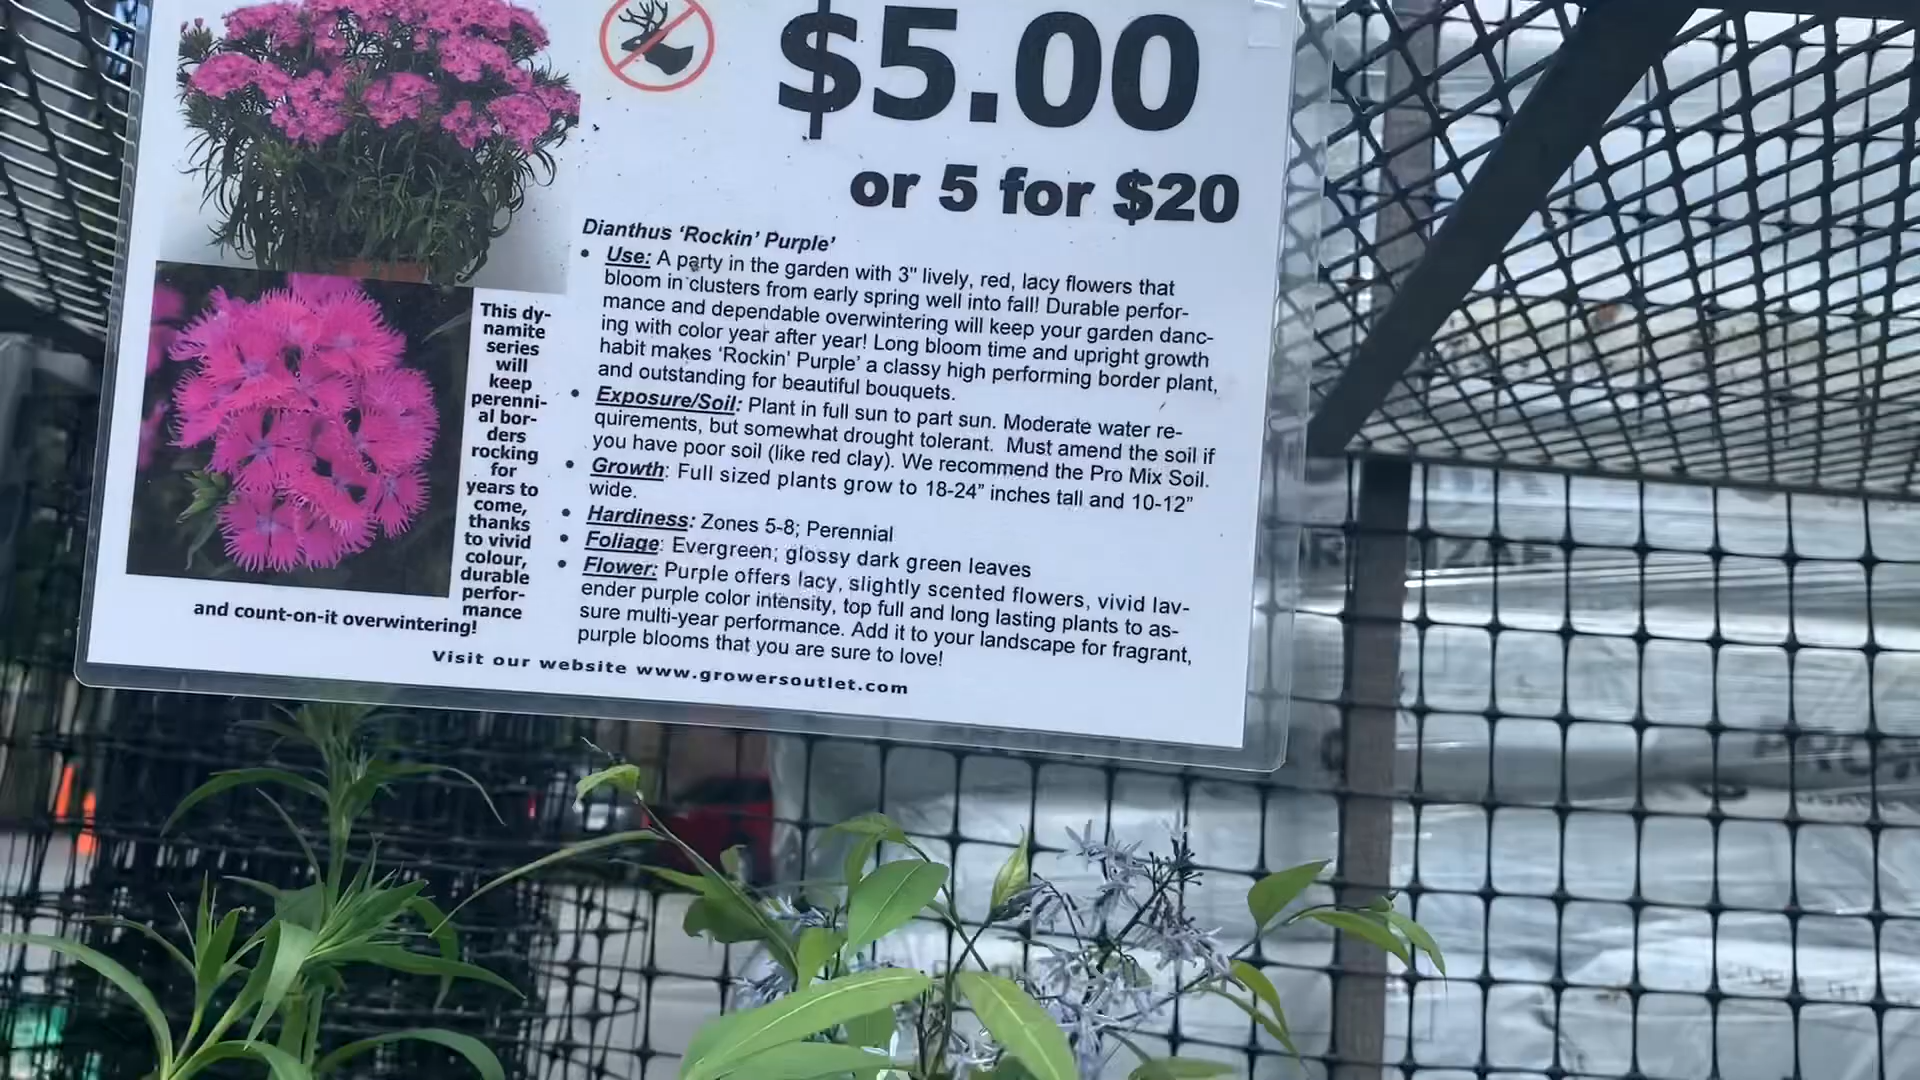 $5.00
or 5 for $20
Dianthus ‘Rockin’ Purple’
• Use: A party in the garden with 3" lively, red, lacy flowers that
bloom in clusters from early spring well into fall! Durable perfor-
mance and dependable overwintering will keep your garden danc-
ing with color year after year! Long bloom time and upright growth
habit makes ‘Rockin' Purple’ a classy high performing border plant,
and outstanding for beautiful bouquets.
• Exposure/Soil: Plant in full sun to part sun. Moderate water re-
quirements, but somewhat drought tolerant. Must amend the soil if
you have poor soil (like red clay). We recommend the Pro Mix Soil.
• Growth: Full sized plants grow to 18-24” inches tall and 10-12”
wide.
• Hardiness: Zones 5-8; Perennial
• Foliage: Evergreen; glossy dark green leaves
• Flower: Purple offers lacy, slightly scented flowers, vivid lav-
ender purple color intensity, top full and long lasting plants to as-
sure multi-year performance. Add it to your landscape for fragrant,
purple blooms that you are sure to love!
This dy-
namite
series
will
keep
perenni-
al bor-
ders
rocking
for
years to
come,
thanks
to vivid
colour,
durable
perfor-
mance
and count-on-it overwintering!
Visit our website www.growersoutlet.com